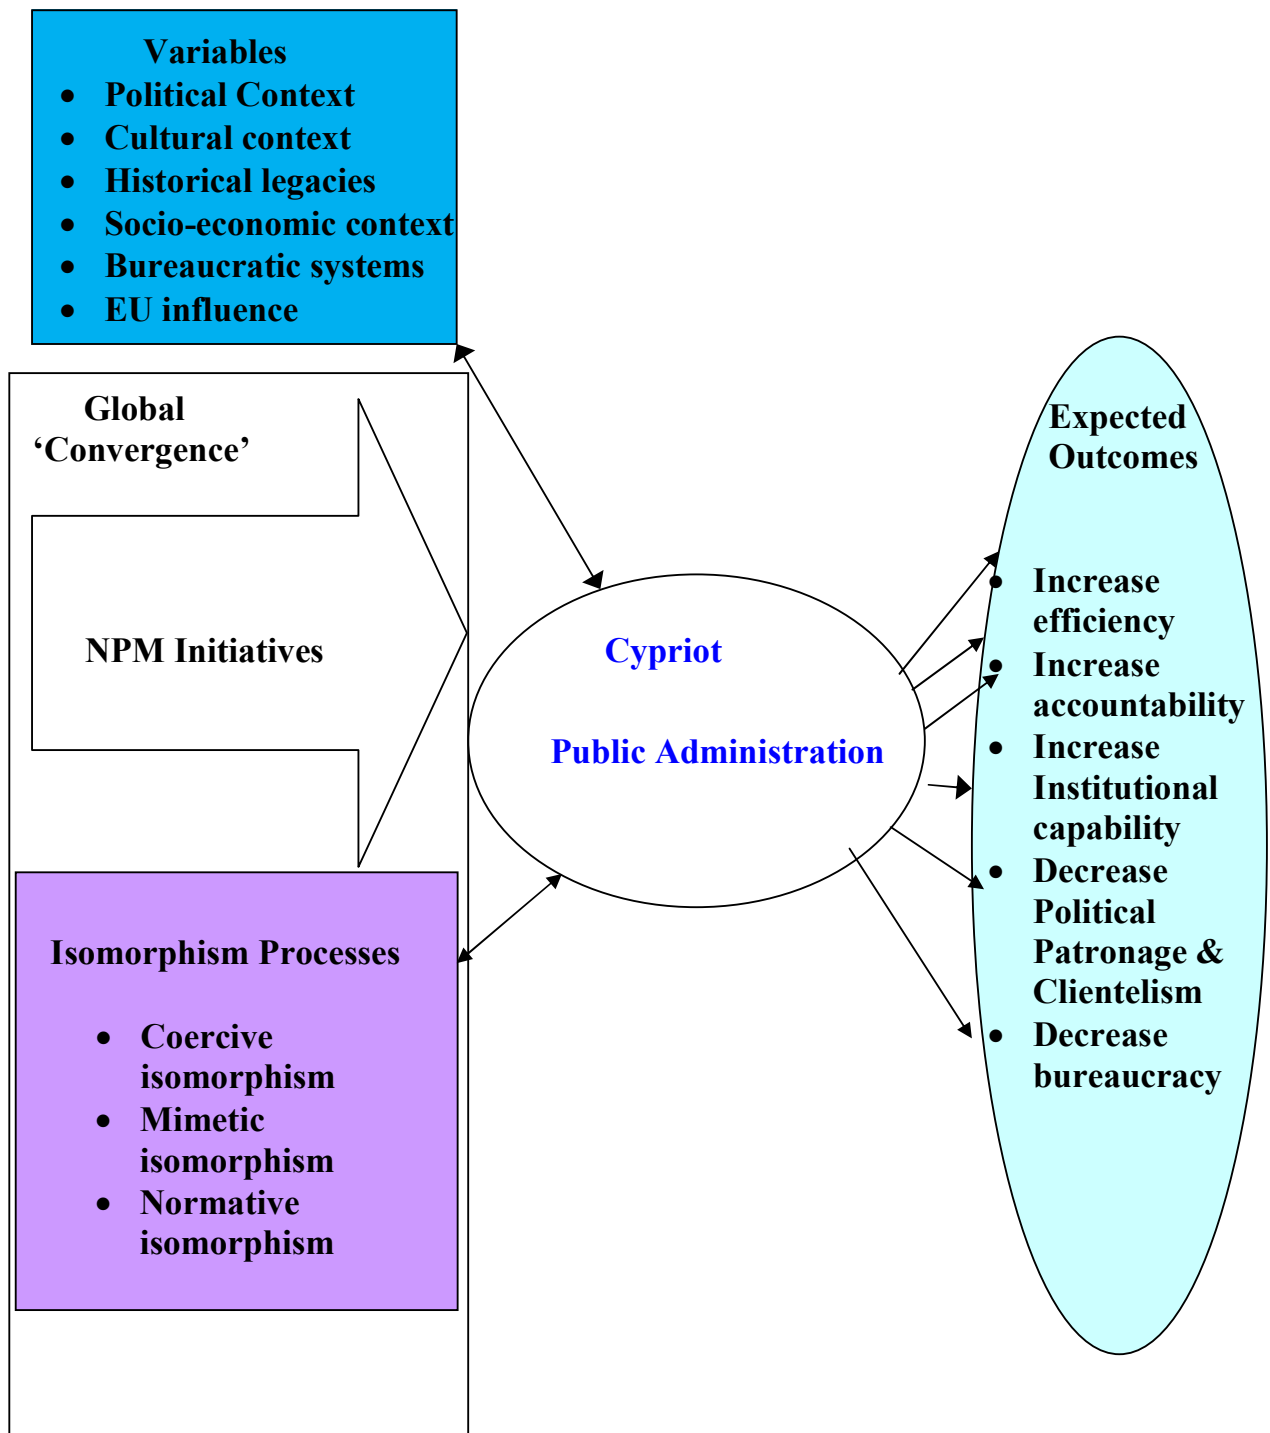 Variables
• Political Context
• Cultural context
• Historical legacies
• Socio-economic context
• Bureaucratic systems
• EU influence
Global
‘Convergence’
NPM Initiatives
Isomorphism Processes
• Coercive
isomorphism
• Mimetic
isomorphism
• Normative
isomorphism
Cypriot
Public Administration
Expected
Outcomes
• Increase
efficiency
• Increase
accountability
• Increase
Institutional
capability
• Decrease
Political
Patronage &
Clientelism
• Decrease
bureaucracy